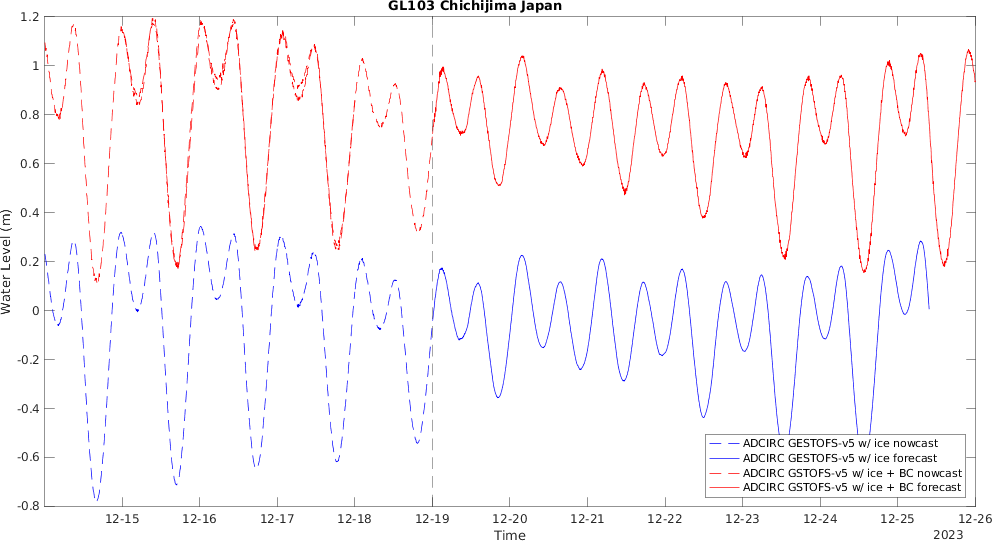 GL103 Chichijima Japan
1.2
1
0.8
0.6
0.4
0.2
0
-0.2
-0.4
-0.6
-0.8
Water Level (m)
ADCIRC GESTOFS-v5 w/ ice nowcast
ADCIRC GESTOFS-v5 w/ ice forecast
ADCIRC GSTOFS-v5 w/ ice + BC nowcast
ADCIRC GSTOFS-v5 w/ ice + BC forecast
12-15 12-16 12-17 12-18 12-19 12-20 12-21 12-22 12-23 12-24 12-25 12-26
Time
2023